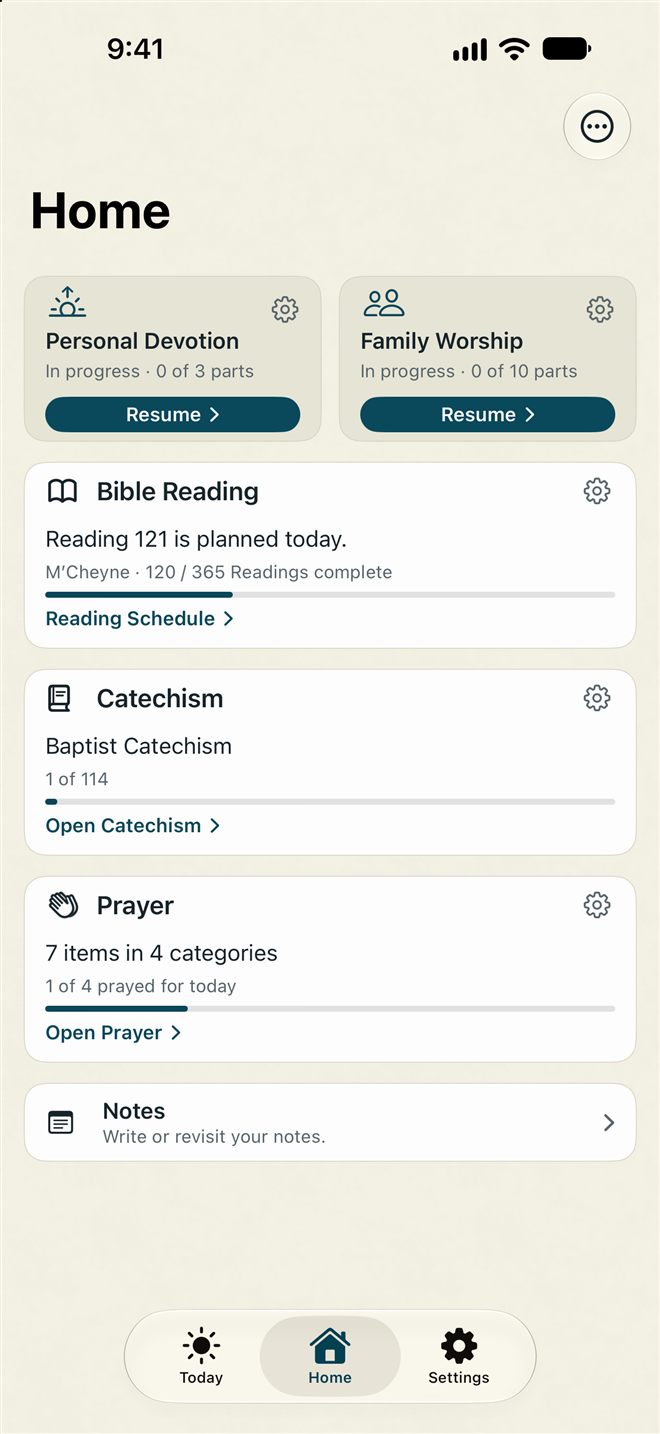 9:41
Home
Personal Devotion
In progress · 0 of 3 parts
Resume
Family Worship
In progress · 0 of 10 parts
Resume
Bible Reading
Reading 121 is planned today.
M’Cheyne · 120 / 365 Readings complete
Reading Schedule
Catechism
Baptist Catechism
1 of 114
Open Catechism
Prayer
7 items in 4 categories
1 of 4 prayed for today
Open Prayer
Notes
Write or revisit your notes.
Today
Home
Settings